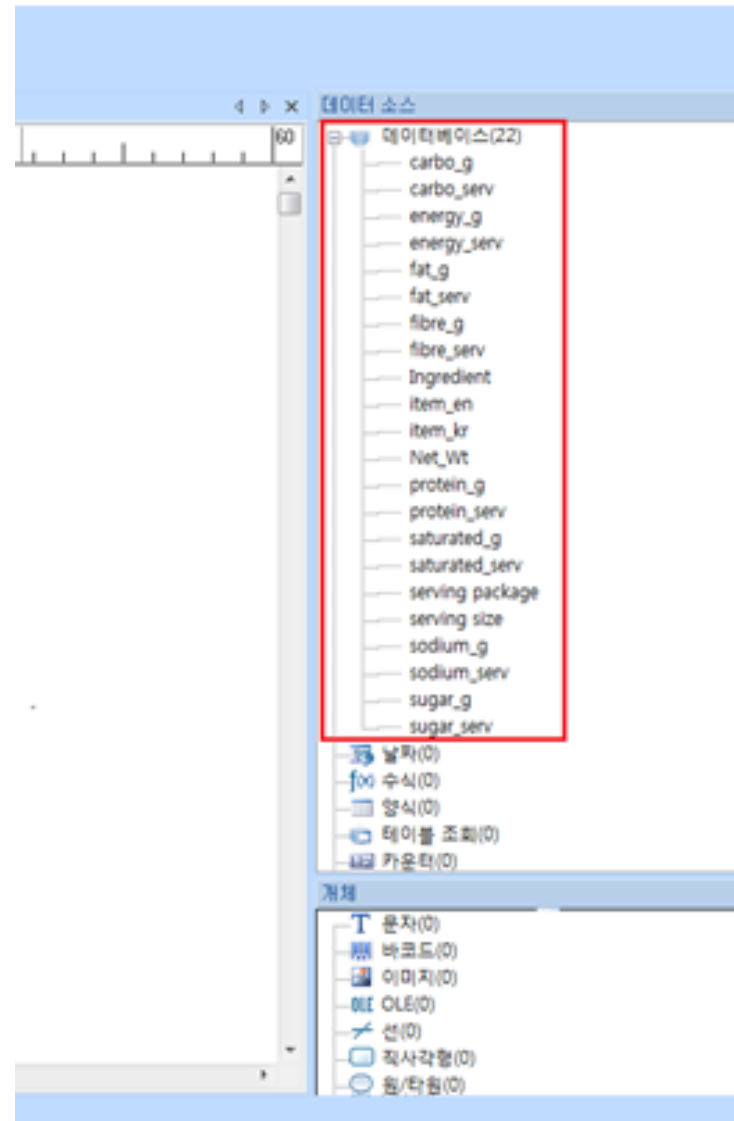 데이터 소스
60
데이터베이스(22)
carbo_g
carbo_serv
energy_g
energy_serv
fat_g
fat_serv
fibre_g
fibre_serv
Ingredient
item_en
item_kr
Net_Wt
protein_g
protein_serv
saturated_g
saturated_serv
serving package
serving size
sodium_g
sodium_serv
sugar_g
sugar_serv
날짜(0)
f(x) 수식(0)
양식(0)
테이블 조회(0)
123 카운터(0)
개체
T 문자(0)
바코드(0)
이미지(0)
OLE OLE(0)
선(0)
직사각형(0)
원/타원(0)